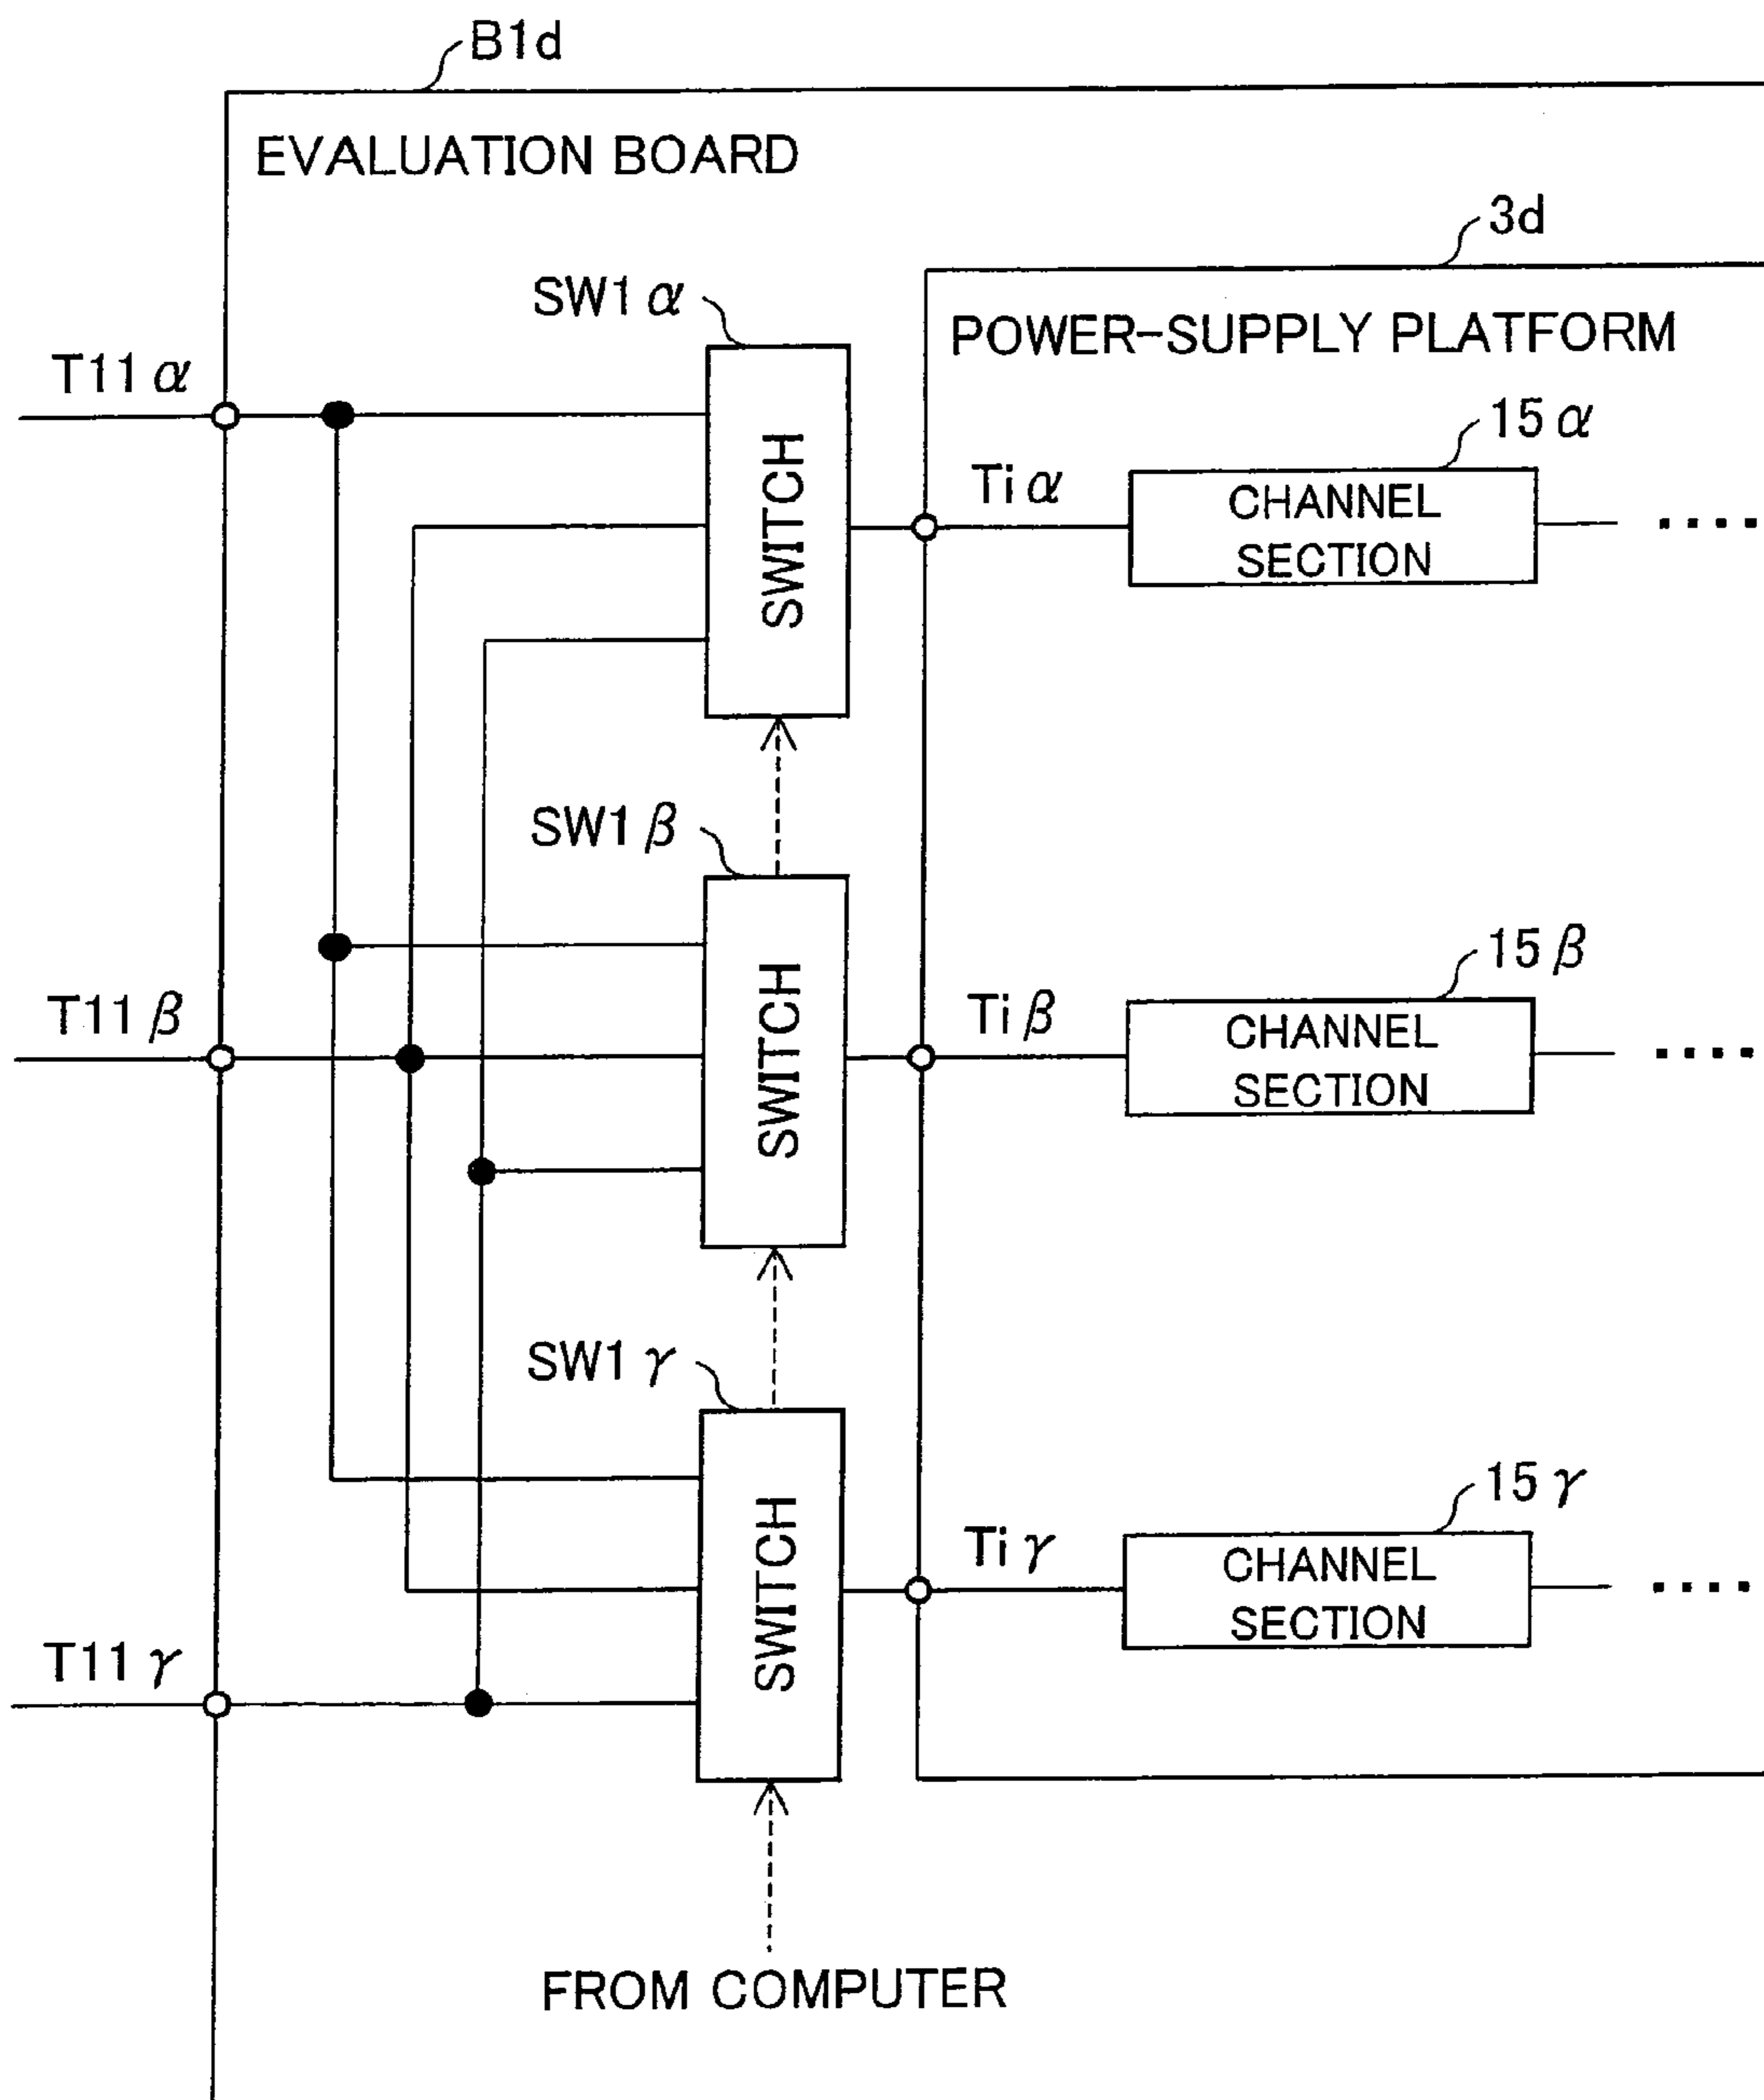 B1d
EVALUATION BOARD
3d
SW1 α
POWER-SUPPLY PLATFORM
T11 α
15 α
SWITCH
Ti α
CHANNEL
SECTION
SW1 β
15 β
T11 β
SWITCH
Ti β
CHANNEL
SECTION
SW1 γ
15 γ
SWITCH
Ti γ
CHANNEL
SECTION
T11 γ
FROM COMPUTER